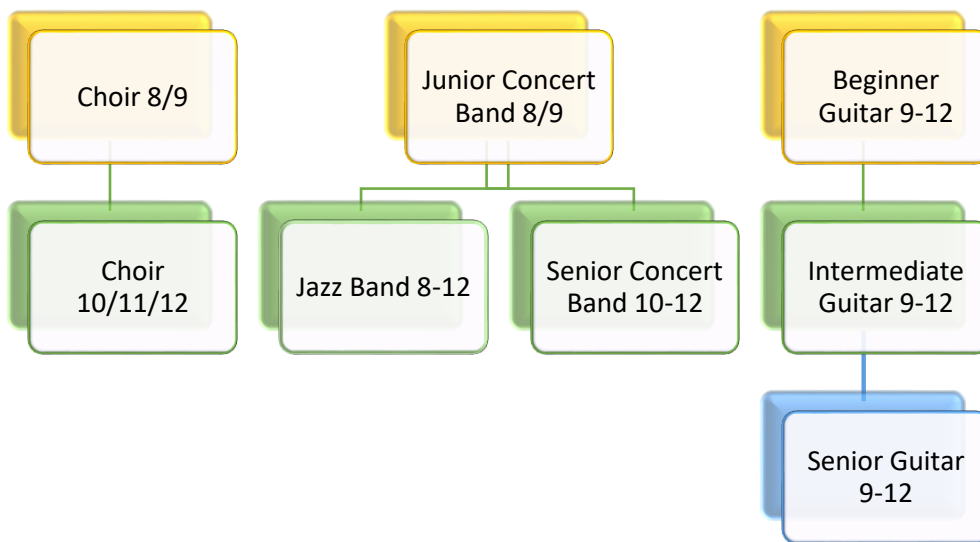 Choir 8/9
Junior Concert
Band 8/9
Beginner
Guitar 9-12
Choir
10/11/12
Jazz Band 8-12
Senior Concert
Band 10-12
Intermediate
Guitar 9-12
Senior Guitar
9-12